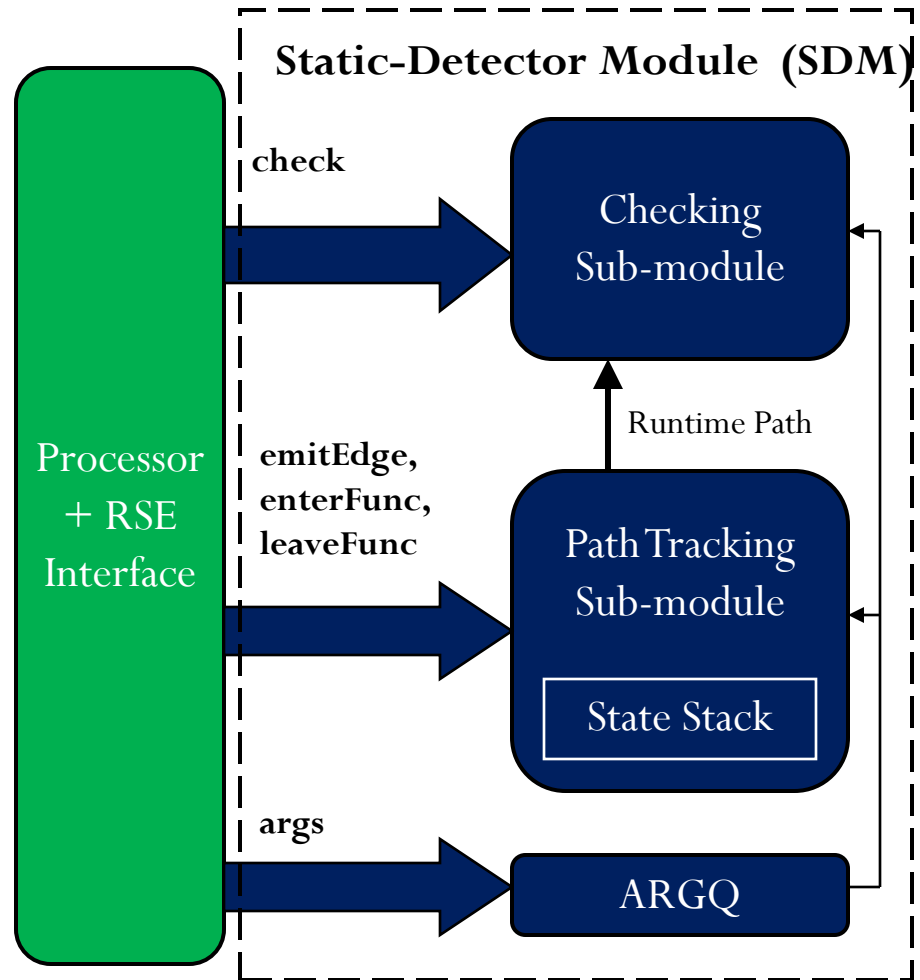 Static-Detector Module (SDM)
check
Checking
Sub-module
Runtime Path
Processor
+ RSE
Interface
emitEdge,
enterFunc,
leaveFunc
Path Tracking
Sub-module
State Stack
args
ARGQ